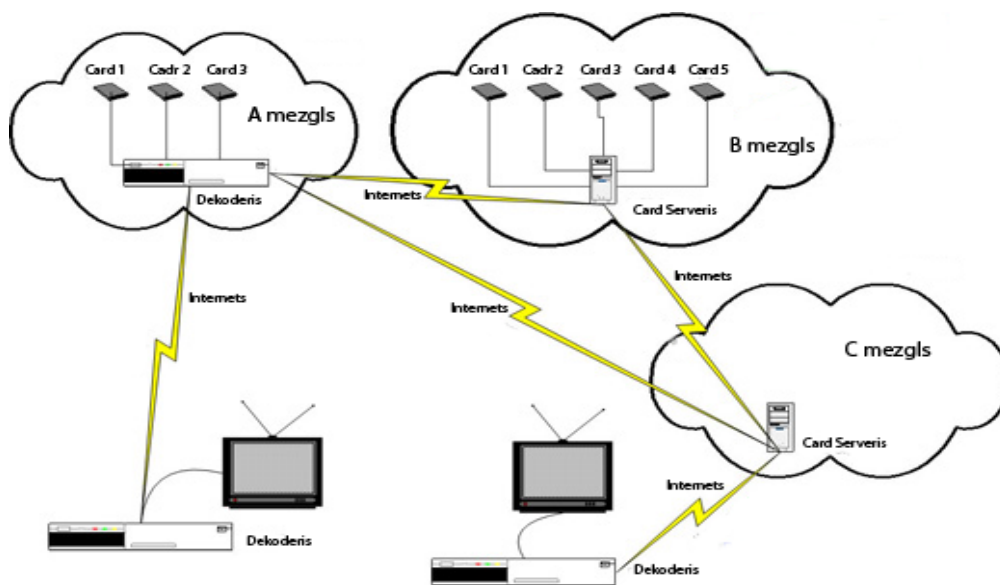 Card 1 Cadr 2 Card 3
A mezgls
Dekoderis
Card 1 Cadr 2 Card 3 Card 4 Card 5
B mezgls
Card Serveris
Internets
Internets
Internets
Internets
C mezgls
Card Serveris
Internets
Dekoderis
Dekoderis